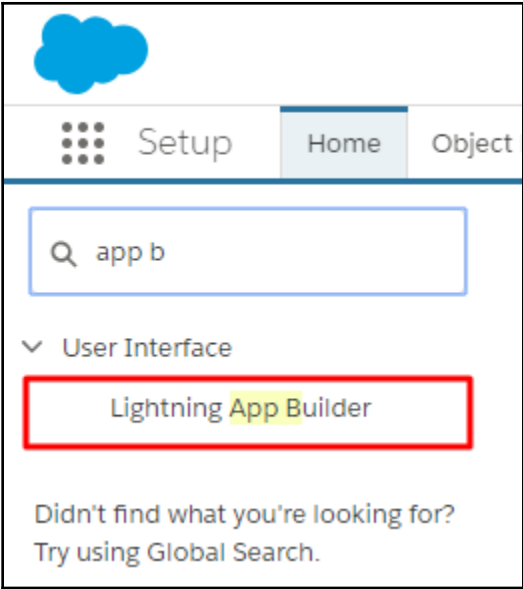 Setup Home Object
app b
User Interface
Lightning App Builder
Didn't find what you're looking for?
Try using Global Search.